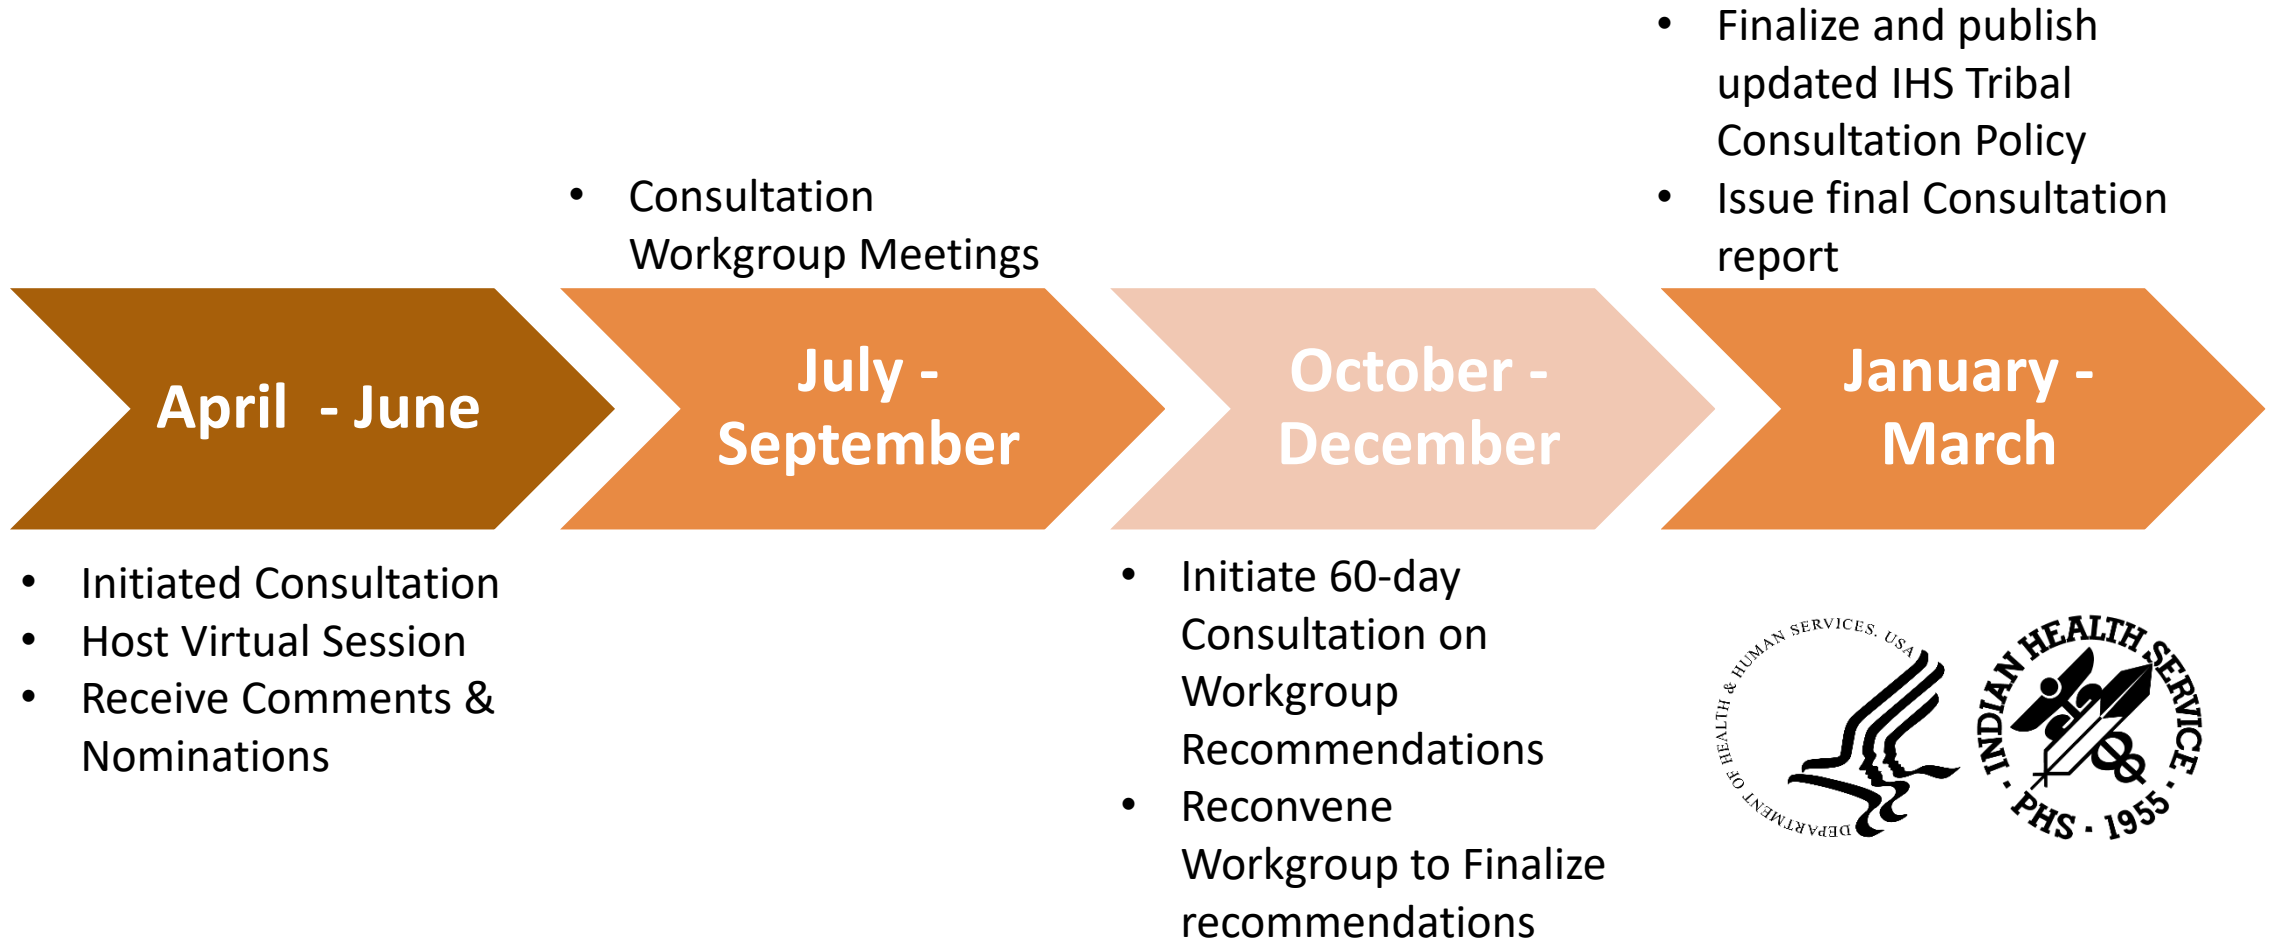 • Finalize and publish
updated IHS Tribal
Consultation Policy
• Issue final Consultation
report
• Consultation
Workgroup Meetings
April - June
July -
September
October -
December
January -
March
• Initiated Consultation
• Host Virtual Session
• Receive Comments &
Nominations
• Initiate 60-day
Consultation on
Workgroup
Recommendations
• Reconvene
Workgroup to Finalize
recommendations
DEPARTMENT OF HEALTH & HUMAN SERVICES. USA
INDIAN HEALTH SERVICE · PHS · 1955 ·